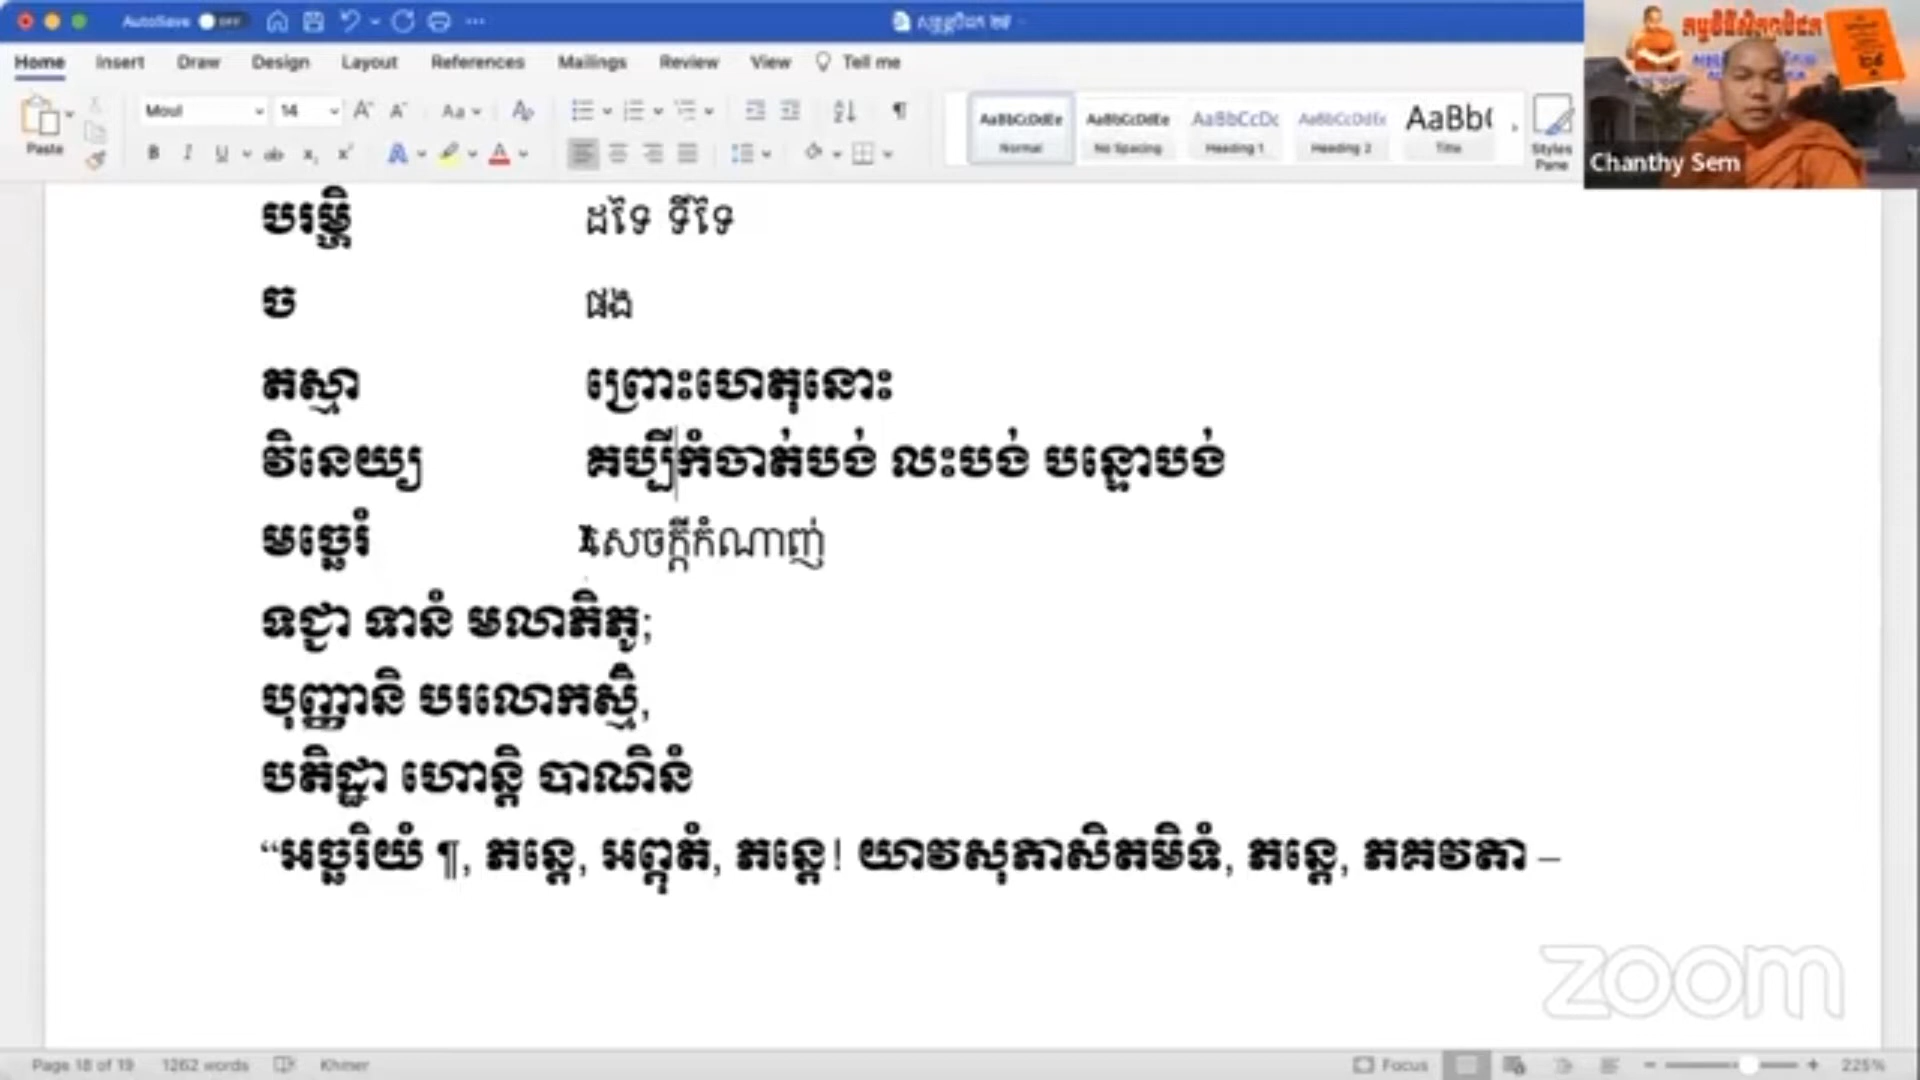 AutoSave OFF
Home Insert Draw Design Layout References Mailings Review View Tell me
Moul 14
Paste
AaBbCcDdEe AaBbCcDdEe AaBbCcDc AaBbCcDdEe AaBb(
Normal No Spacing Heading 1 Heading 2 Title
Styles Pane
Chanthy Sem
បរម្ហិ ដទៃ ទីទៃ
ច ផង
តស្មា ព្រោះហេតុនោះ
វិនេយ្យ គប្បីកំចាត់បង់ លះបង់ បន្ទោបង់
មច្ឆេរំ សេចក្តីកំណាញ់
ទជ្ជា ទានំ មលាភិភូ;
បុញ្ញានិ បរលោកស្មិំ,
បតិដ្ឋា ហោន្តិ បាណិនំ
“អច្ឆរិយំ ¶, ភន្តេ, អព្ភុតំ, ភន្តេ! យាវសុភាសិតមិទំ, ភន្តេ, ភគវតា –
zoom
Page 18 of 19 1262 words Khmer Focus 225%